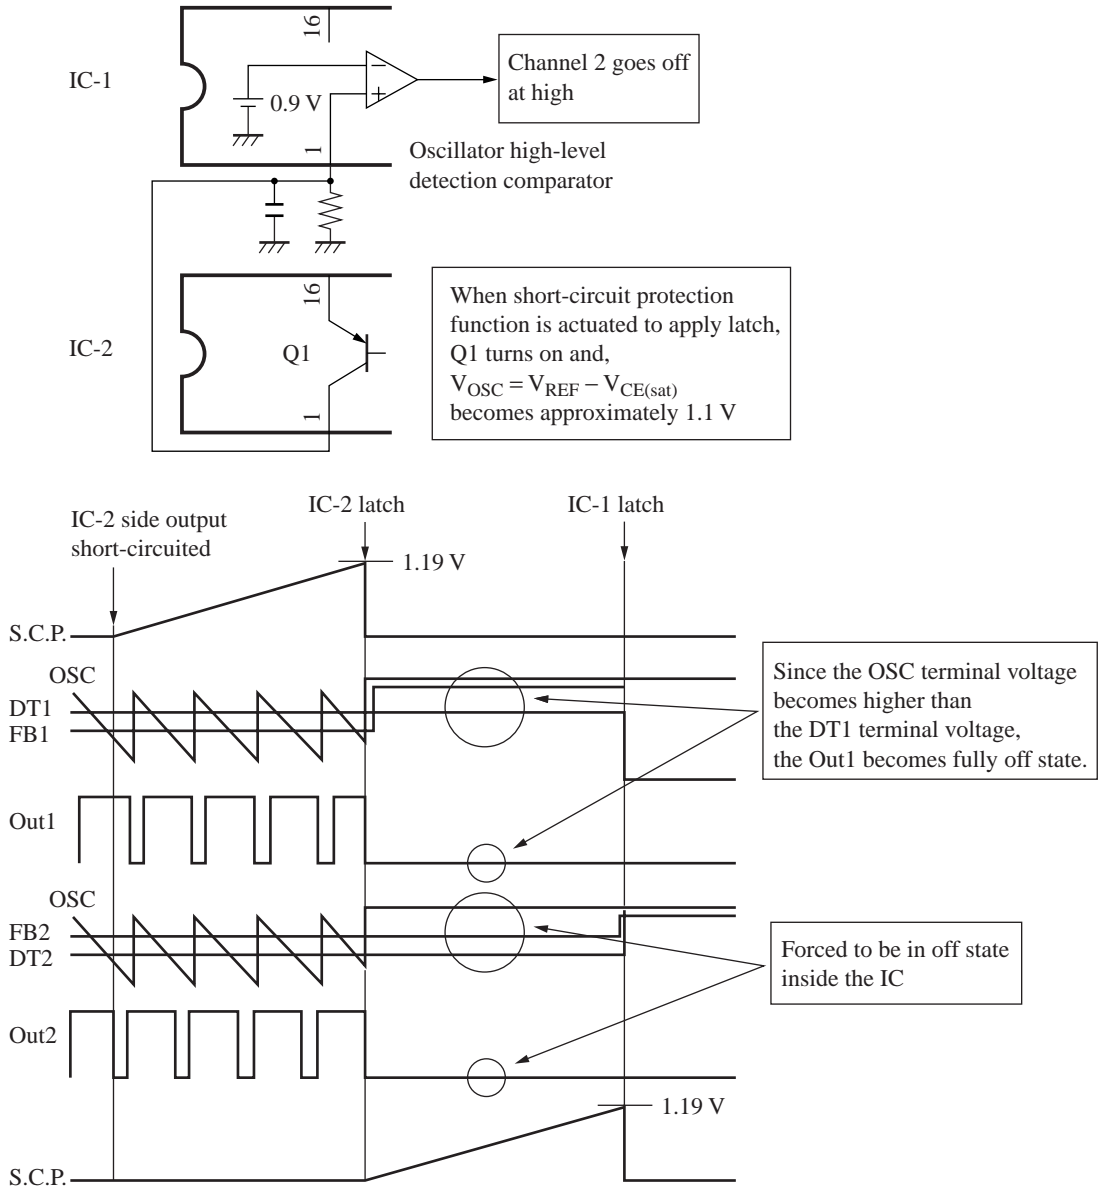 16
IC-1
0.9 V
−
+
1
Channel 2 goes off
at high
Oscillator high-level
detection comparator
16
IC-2
Q1
1
When short-circuit protection
function is actuated to apply latch,
Q1 turns on and,
VOSC = VREF − VCE(sat)
becomes approximately 1.1 V
IC-2 side output
short-circuited
IC-2 latch
IC-1 latch
1.19 V
S.C.P.
OSC
DT1
FB1
Since the OSC terminal voltage
becomes higher than
the DT1 terminal voltage,
the Out1 becomes fully off state.
Out1
OSC
FB2
DT2
Forced to be in off state
inside the IC
Out2
1.19 V
S.C.P.